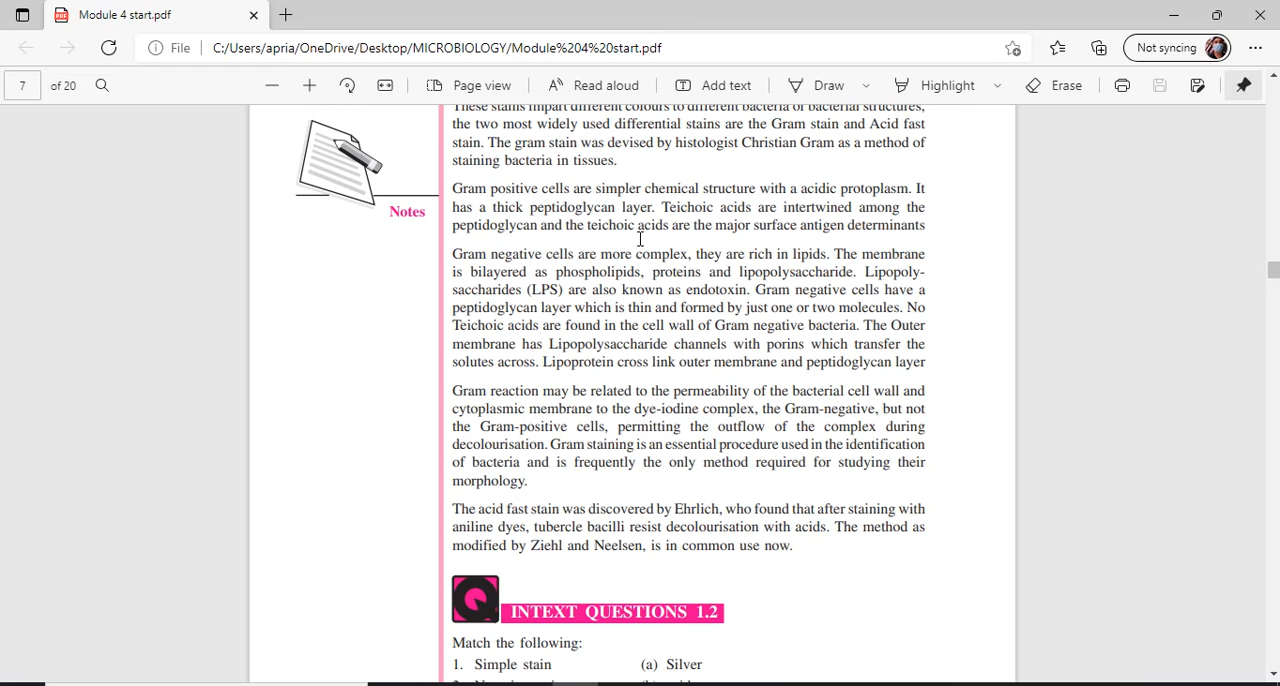 Module 4 start.pdf
File
C:/Users/apria/OneDrive/Desktop/MICROBIOLOGY/Module%204%20start.pdf
Not syncing
7 of 20
Page view
Read aloud
Add text
Draw
Highlight
Erase
These stains impart different colours to different bacteria or bacterial structures,
the two most widely used differential stains are the Gram stain and Acid fast
stain. The gram stain was devised by histologist Christian Gram as a method of
staining bacteria in tissues.
Gram positive cells are simpler chemical structure with a acidic protoplasm. It
has a thick peptidoglycan layer. Teichoic acids are intertwined among the
Notes
peptidoglycan and the teichoic acids are the major surface antigen determinants
Gram negative cells are more complex, they are rich in lipids. The membrane
is bilayered as phospholipids, proteins and lipopolysaccharide. Lipopoly-
saccharides (LPS) are also known as endotoxin. Gram negative cells have a
peptidoglycan layer which is thin and formed by just one or two molecules. No
Teichoic acids are found in the cell wall of Gram negative bacteria. The Outer
membrane has Lipopolysaccharide channels with porins which transfer the
solutes across. Lipoprotein cross link outer membrane and peptidoglycan layer
Gram reaction may be related to the permeability of the bacterial cell wall and
cytoplasmic membrane to the dye-iodine complex, the Gram-negative, but not
the Gram-positive cells, permitting the outflow of the complex during
decolourisation. Gram staining is an essential procedure used in the identification
of bacteria and is frequently the only method required for studying their
morphology.
The acid fast stain was discovered by Ehrlich, who found that after staining with
aniline dyes, tubercle bacilli resist decolourisation with acids. The method as
modified by Ziehl and Neelsen, is in common use now.
INTEXT QUESTIONS 1.2
Match the following:
1. Simple stain (a) Silver